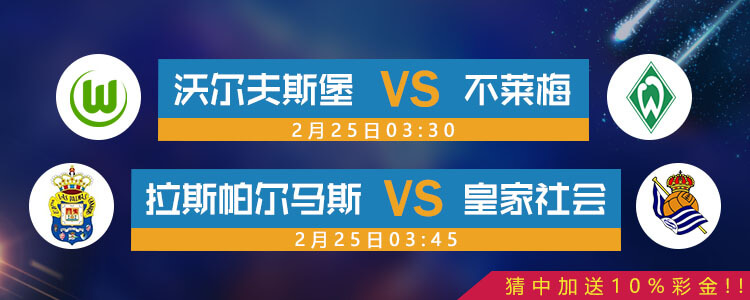 沃尔夫斯堡 VS 不莱梅
2月25日03:30
拉斯帕尔马斯 VS 皇家社会
2月25日03:45
猜中加送10%彩金!!